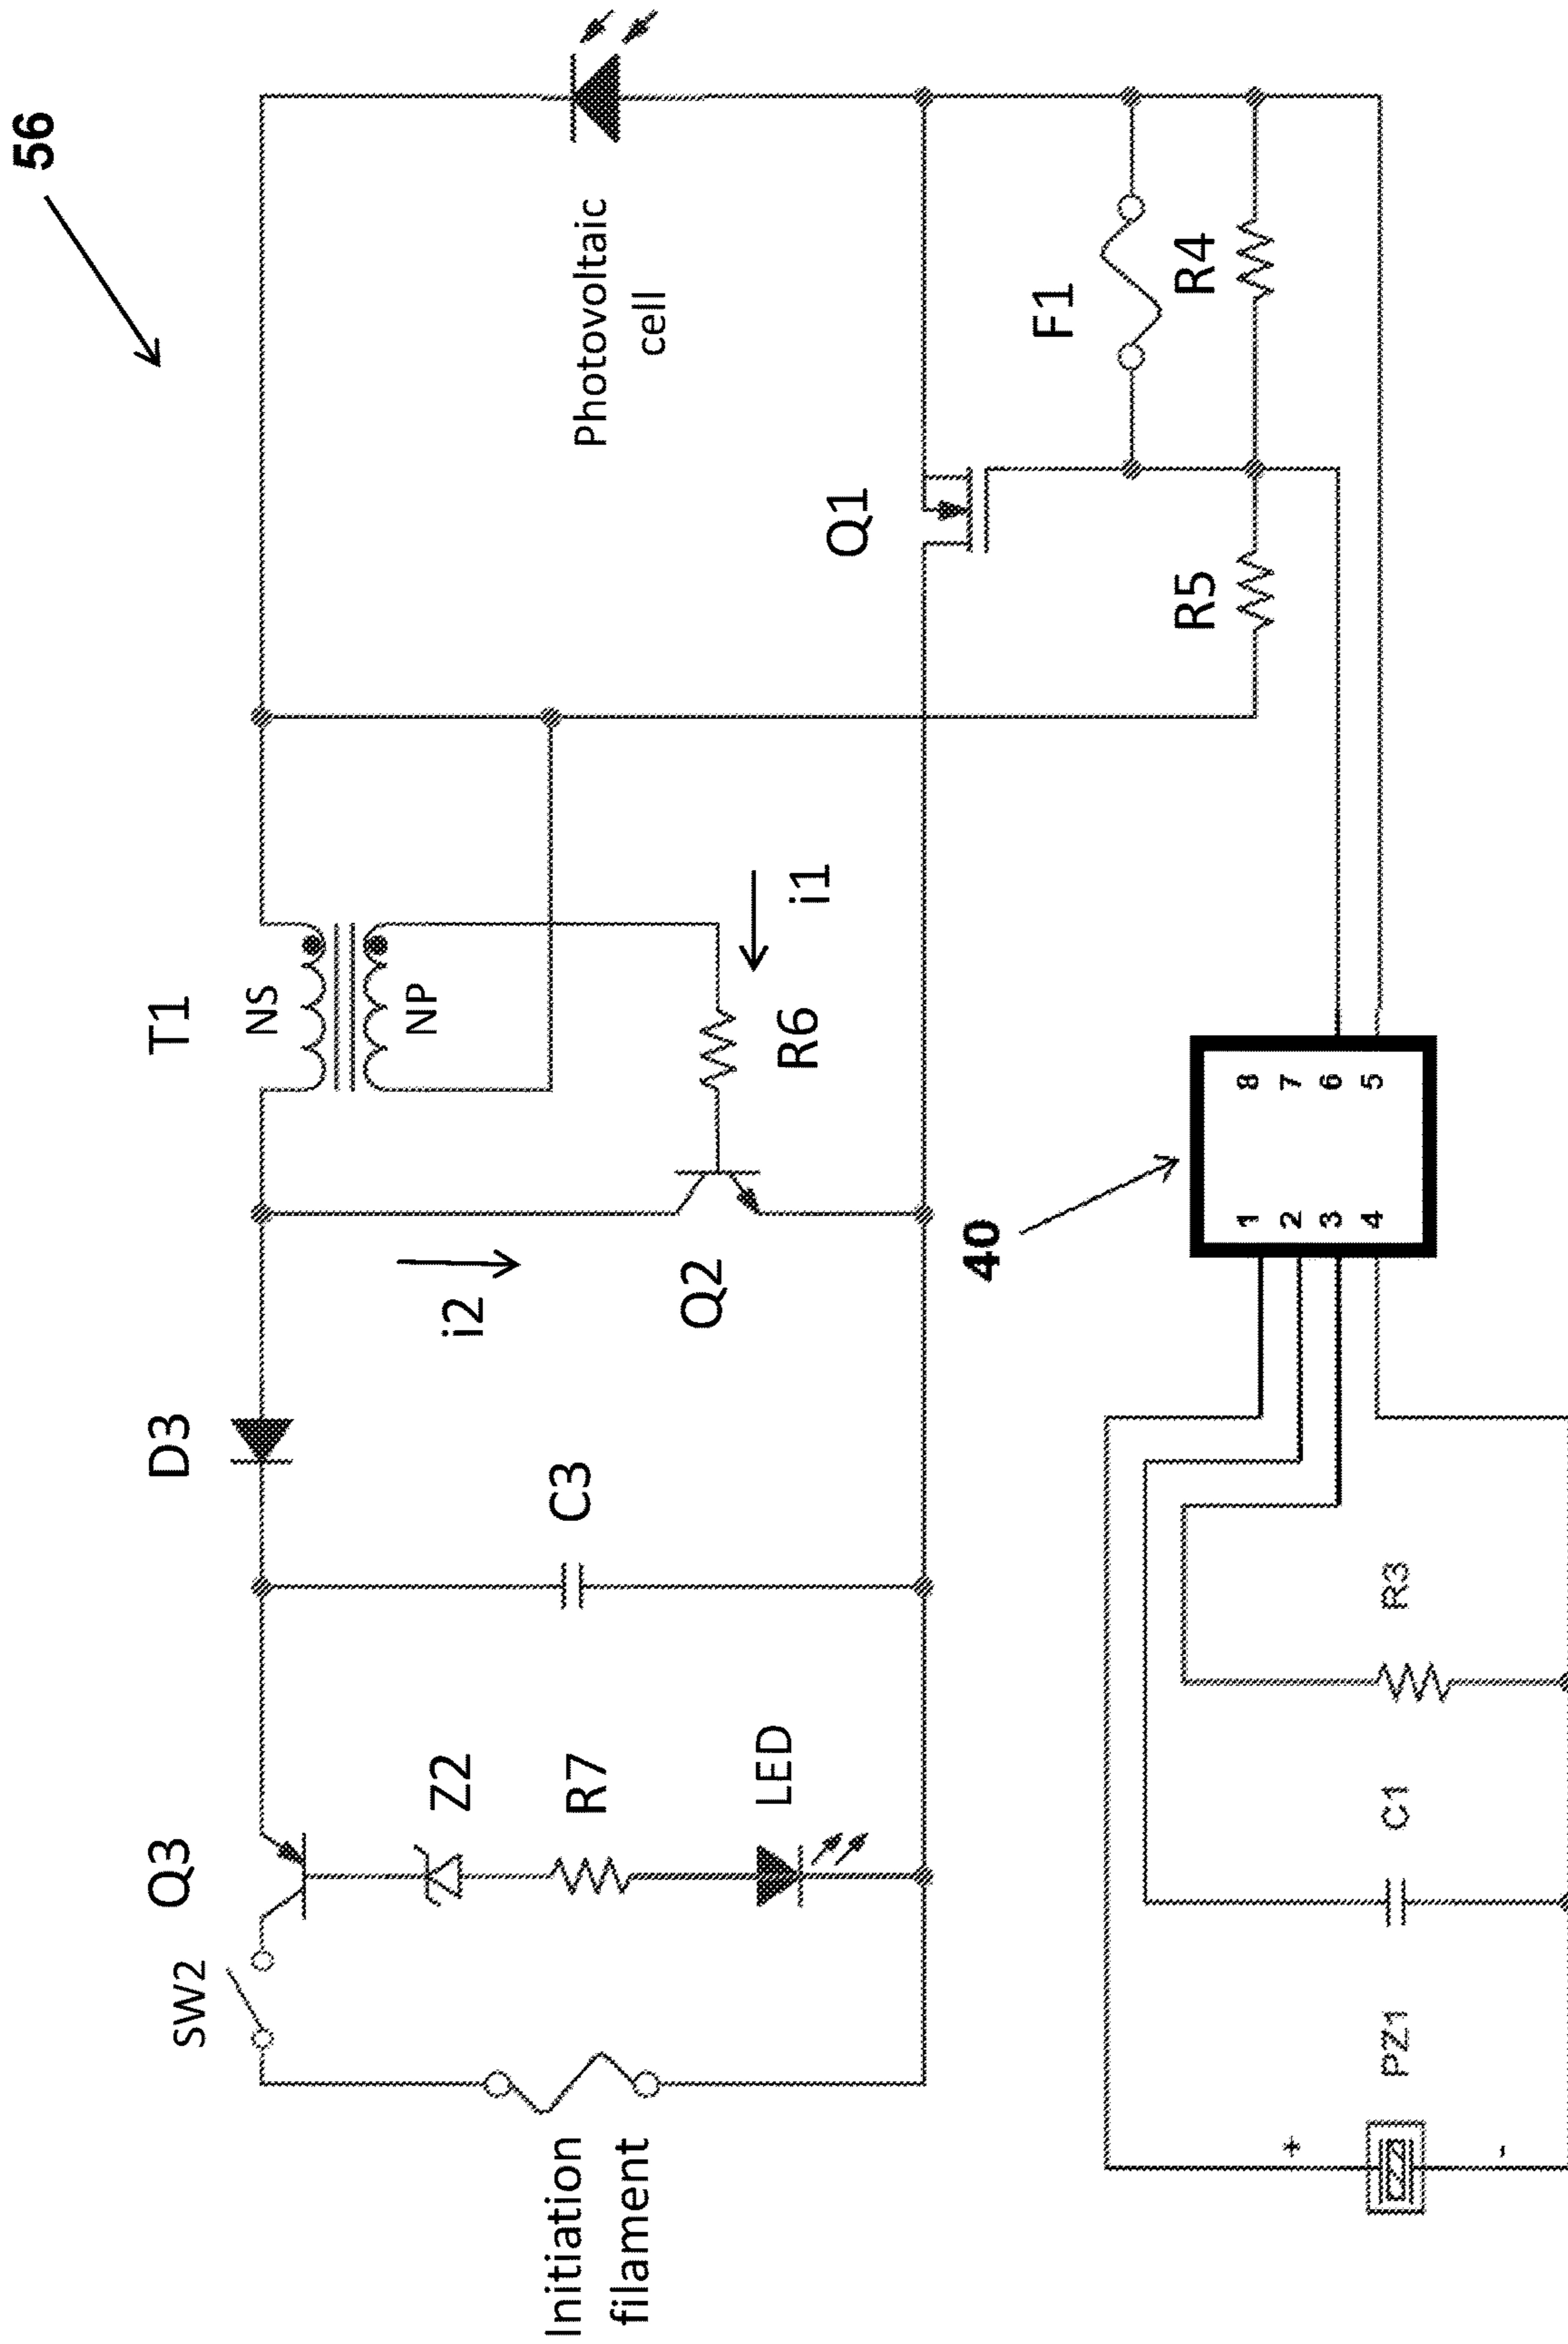 56
Photovoltaic
cell
F1
R4
Q1
R5
T1
NS
NP
i1
R6
i2
Q2
D3
C3
40
8
7
6
5
1
2
3
4
Q3
Z2
R7
LED
SW2
Initiation
filament
R3
C1
PZ1
+
-